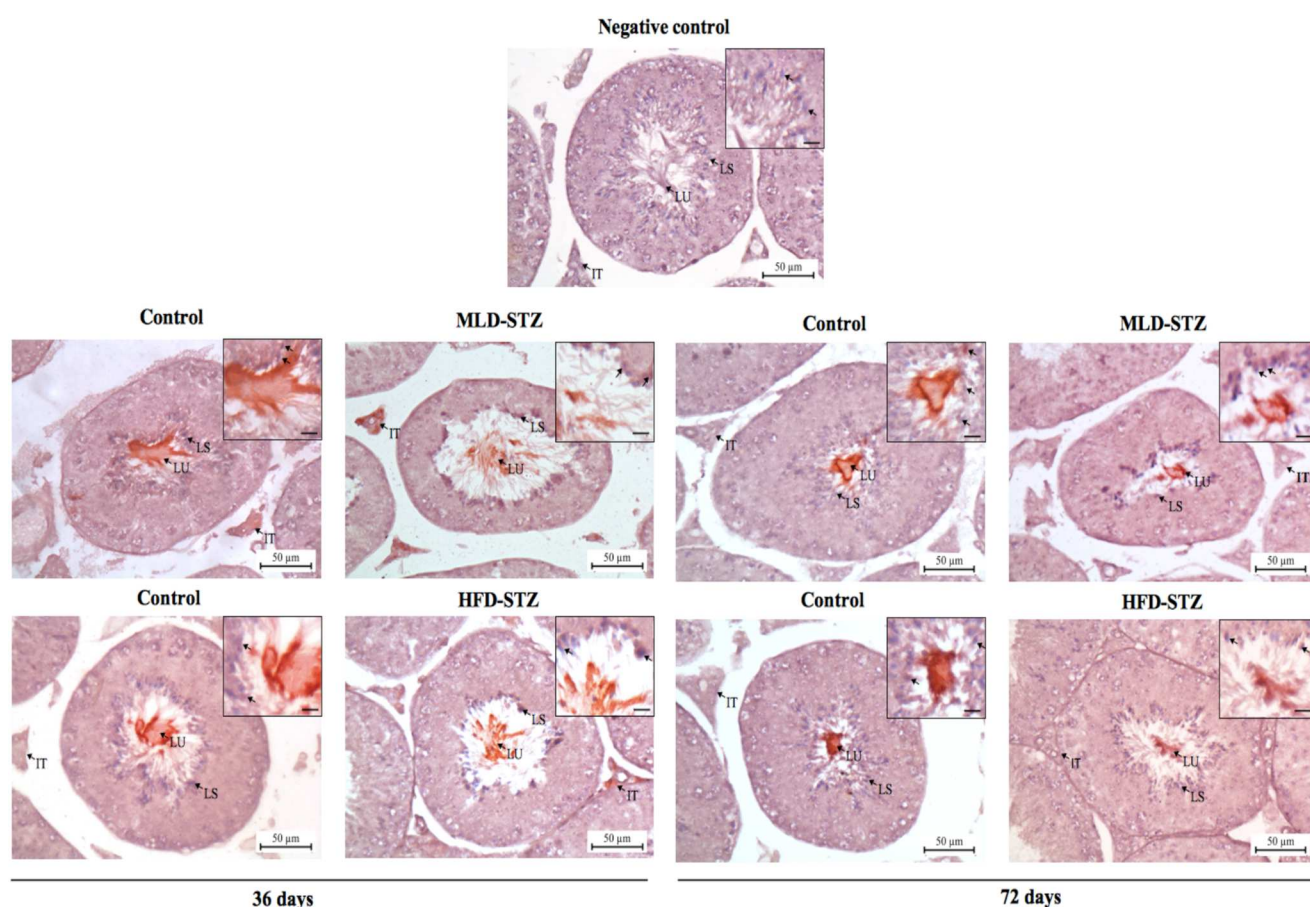 Negative control
LS
LU
IT
50 µm
Control
MLD-STZ
Control
MLD-STZ
LS
LU
IT
50 µm
IT
LS
LU
50 µm
IT
LU
LS
50 µm
LU
IT
LS
50 µm
Control
HFD-STZ
Control
HFD-STZ
LU
IT
LS
50 µm
LS
LU
IT
50 µm
IT
LU
LS
50 µm
IT
LU
LS
50 µm
36 days
72 days